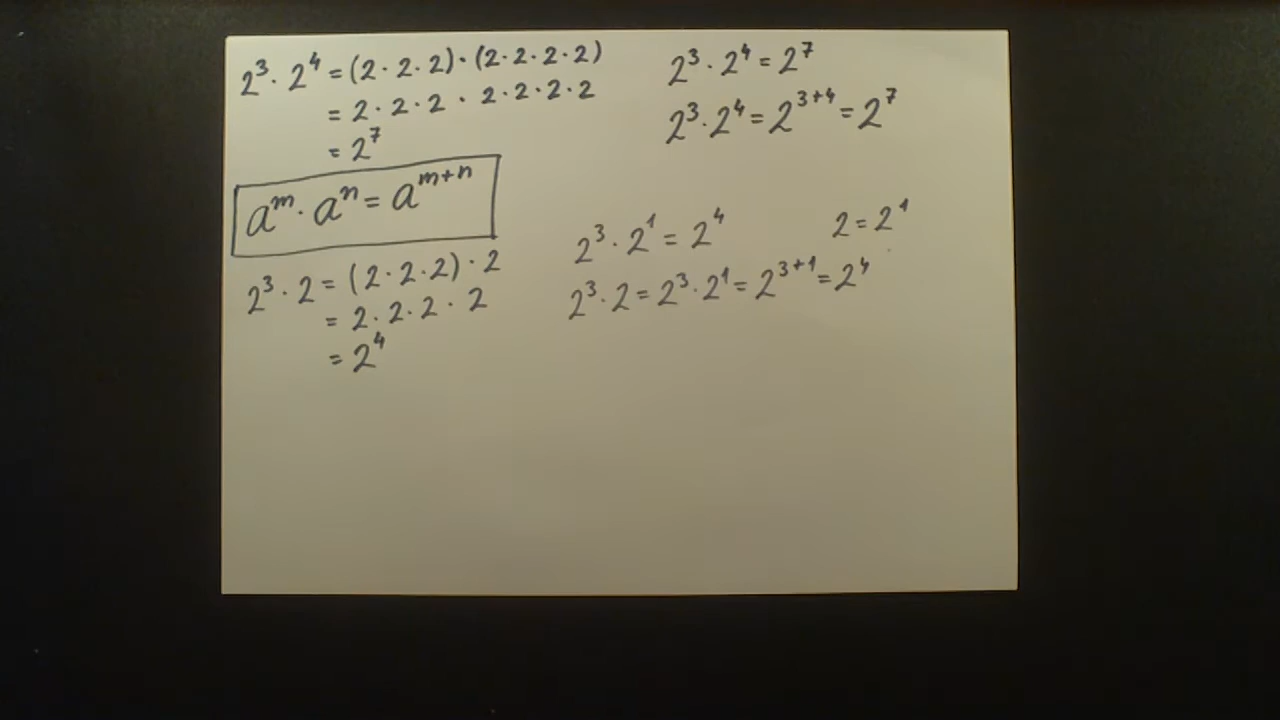 2³ · 2⁴ = (2 · 2 · 2) · (2 · 2 · 2 · 2)
= 2 · 2 · 2 · 2 · 2 · 2 · 2
= 2⁷
2³ · 2⁴ = 2⁷
2³ · 2⁴ = 2³⁺⁴ = 2⁷
aᵐ · aⁿ = aᵐ⁺ⁿ
2³ · 2 = (2 · 2 · 2) · 2
= 2 · 2 · 2 · 2
= 2⁴
2³ · 2¹ = 2⁴
2 = 2¹
2³ · 2 = 2³ · 2¹ = 2³⁺¹ = 2⁴